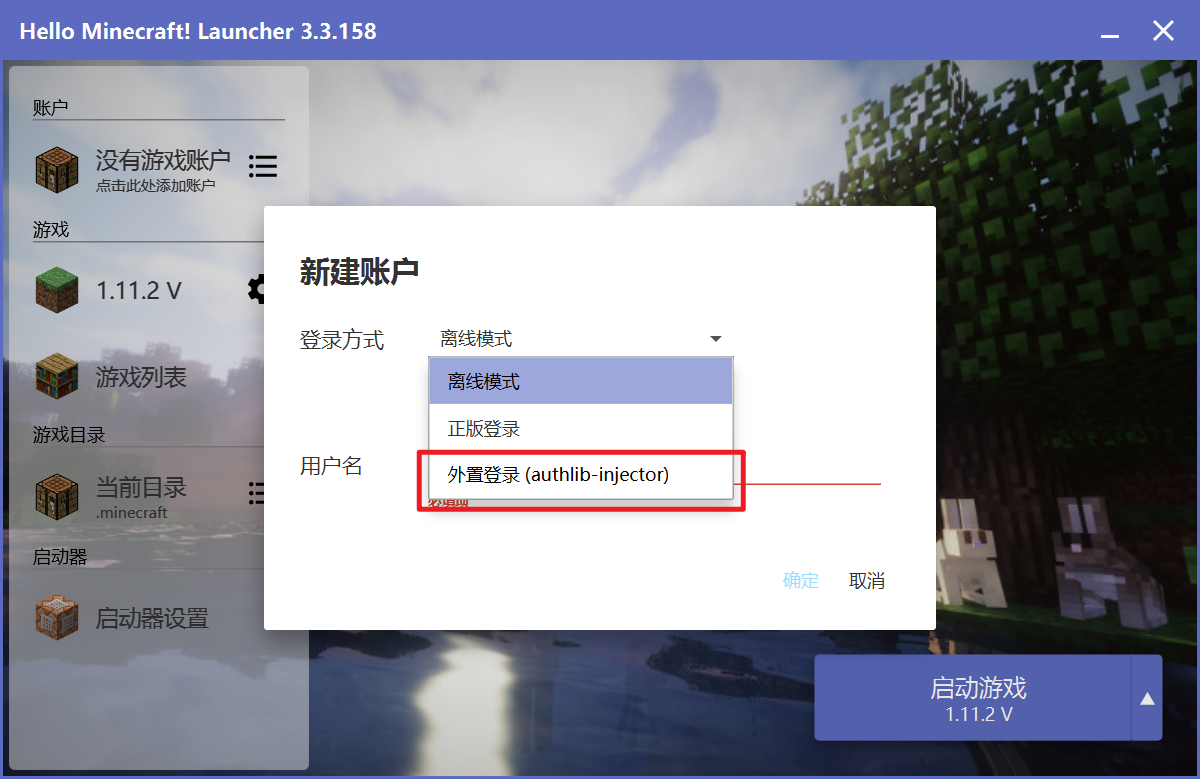 Hello Minecraft! Launcher 3.3.158
账户
没有游戏账户
点击此处添加账户
游戏
1.11.2 V
游戏列表
游戏目录
当前目录
.minecraft
启动器
启动器设置
新建账户
登录方式
离线模式
离线模式
正版登录
外置登录 (authlib-injector)
用户名
必填项
确定
取消
启动游戏
1.11.2 V